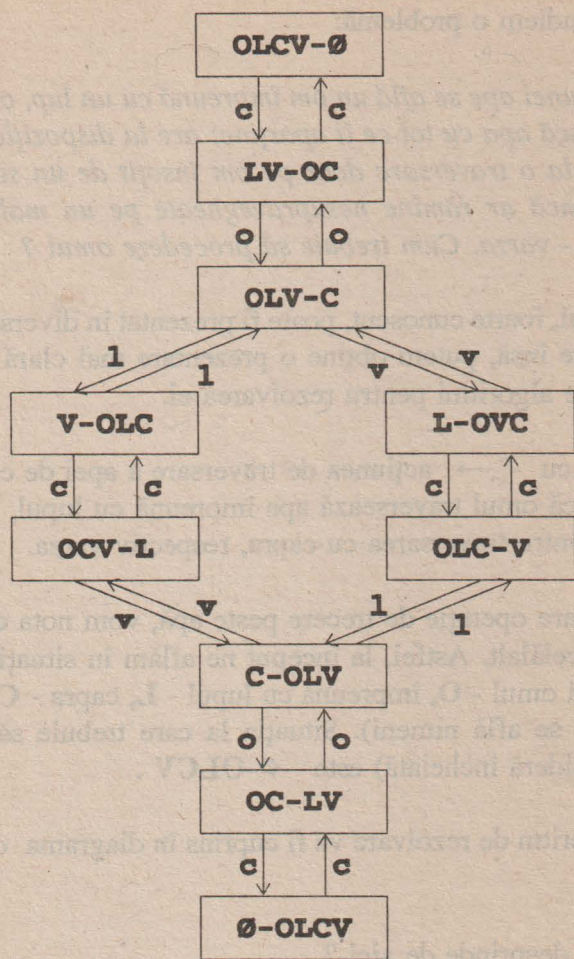 OLCV-Ø
c c
LV-OC
o o
OLV-C
l v
l v
V-OLC L-OVC
c c c c
OCV-L OLC-V
v l
v l
C-OLV
o o
OC-LV
c c
Ø-OLCV